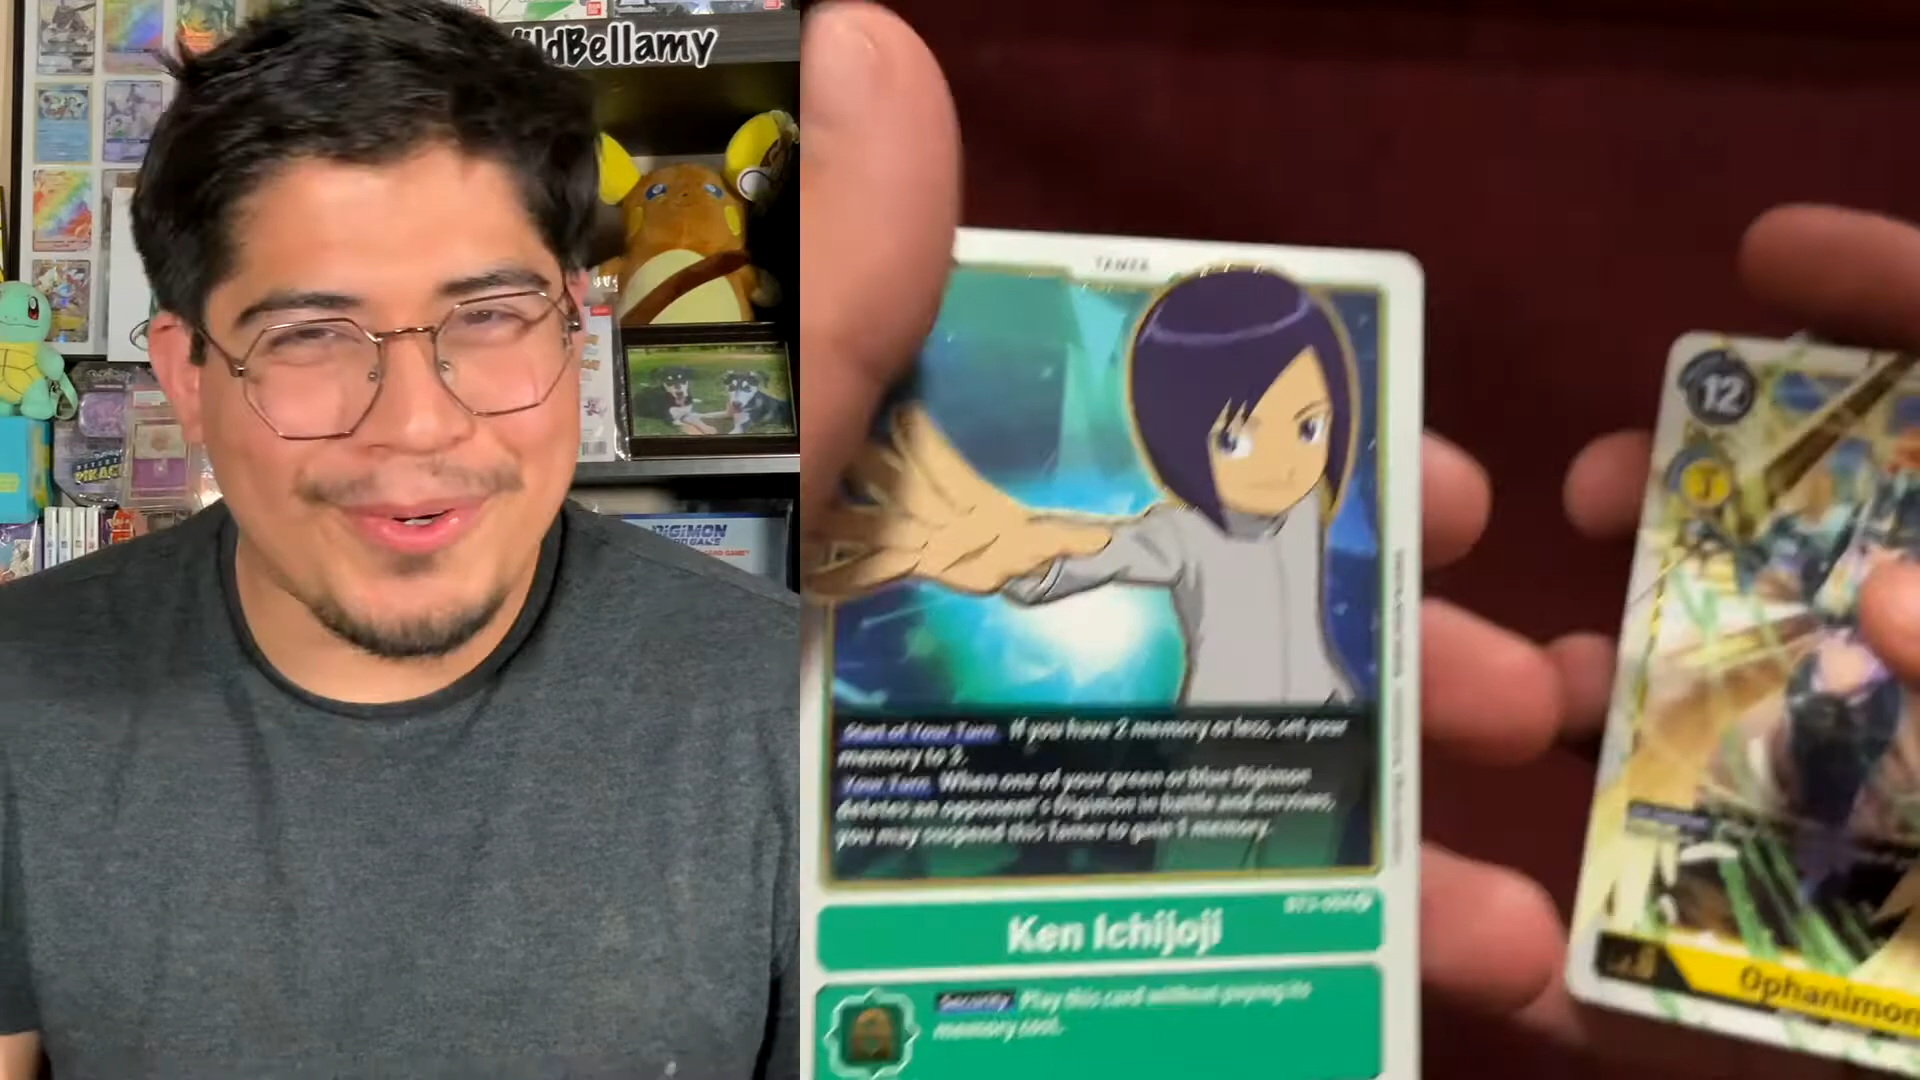 ildBellamy
DIGIMON
CARD GAME
TAMER
12
Start of Your Turn If you have 2 memory or less, set your
memory to 3.
Your Turn When one of your green or blue Digimon
deletes an opponent's Digimon in battle and survives,
you may suspend this Tamer to gain 1 memory.
Ken Ichijoji
Security Play this card without paying its
memory cost.
Ophanimon